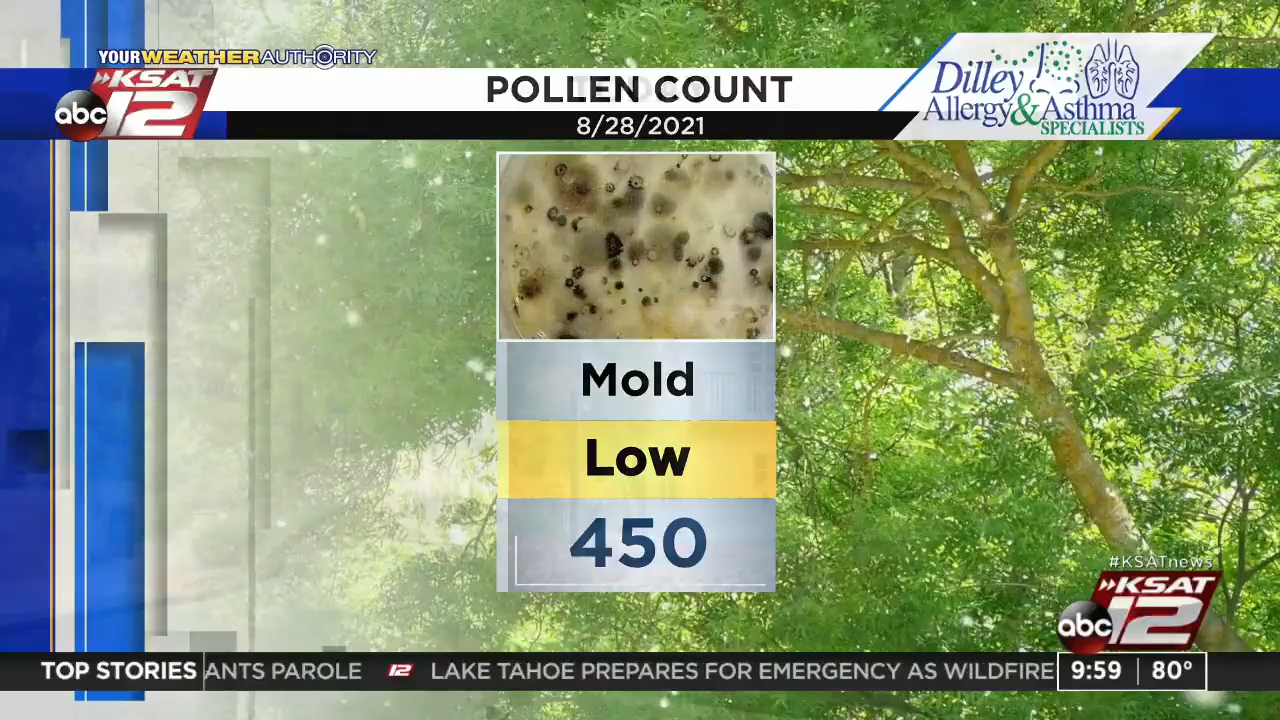 YOURWEATHERAUTHORITY
KSAT
abc 12
POLLEN COUNT
8/28/2021
Dilley
Allergy&Asthma
SPECIALISTS
Mold
Low
450
#KSATnews
KSAT
abc 12
TOP STORIES ANTS PAROLE 12 LAKE TAHOE PREPARES FOR EMERGENCY AS WILDFIRE 9:59 80°